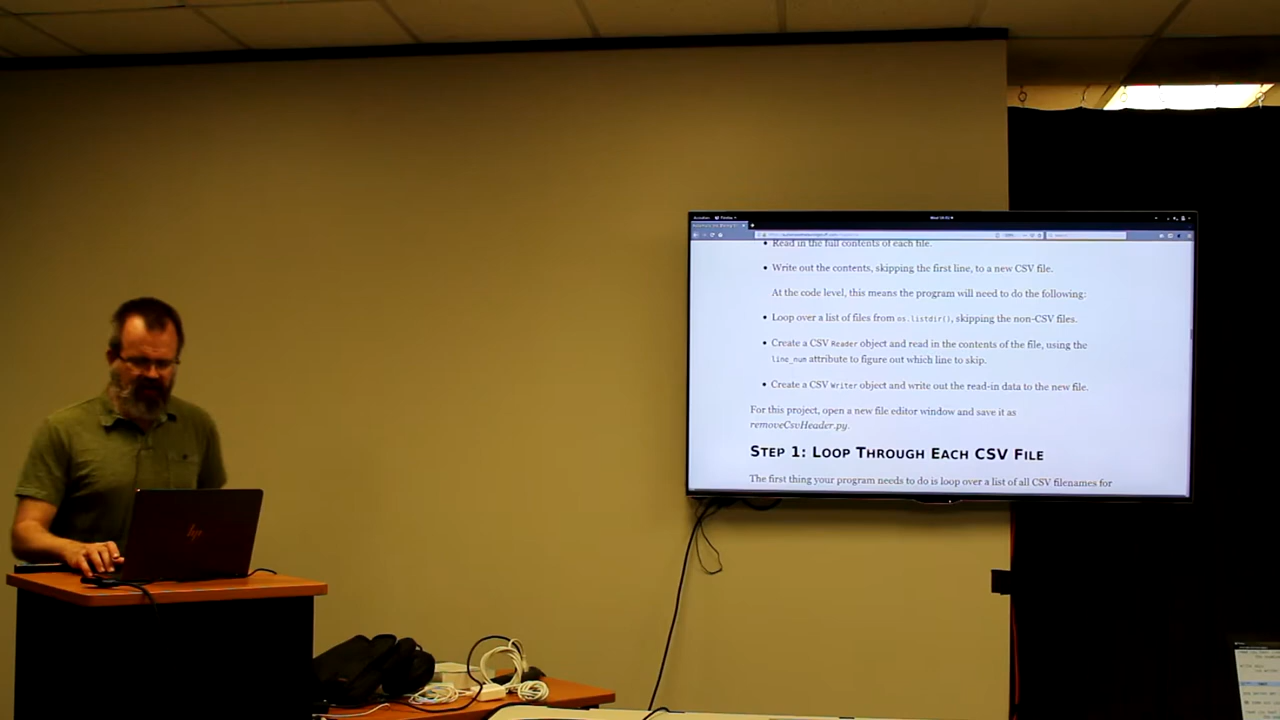 Read in the full contents of each file.
Write out the contents, skipping the first line, to a new CSV file.
At the code level, this means the program will need to do the following:
Loop over a list of files from os.listdir(), skipping the non-CSV files.
Create a CSV Reader object and read in the contents of the file, using the
line_num attribute to figure out which line to skip.
Create a CSV Writer object and write out the read-in data to the new file.
For this project, open a new file editor window and save it as
removeCsvHeader.py.
STEP 1: LOOP THROUGH EACH CSV FILE
The first thing your program needs to do is loop over a list of all CSV filenames for
hp